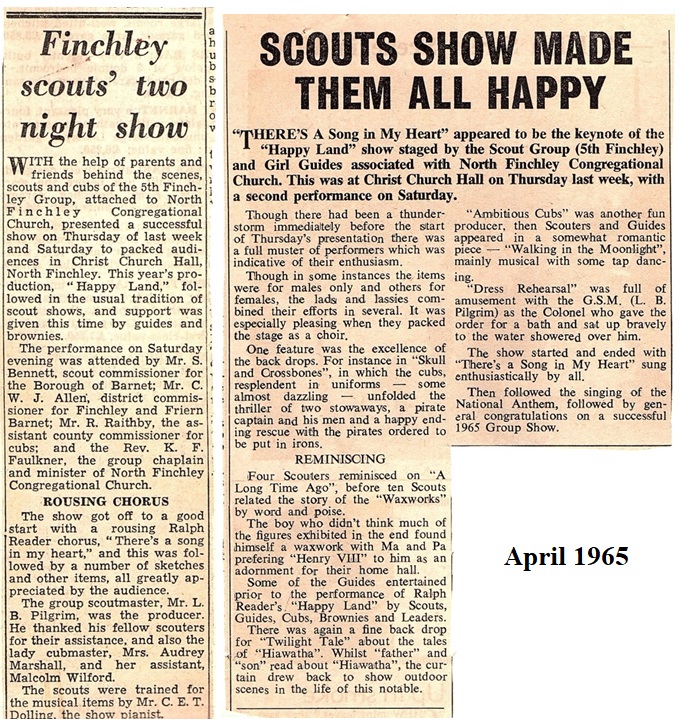 Finchley
scouts' two
night show
WITH the help of parents and
friends behind the scenes,
scouts and cubs of the 5th Finch-
ley Group, attached to North
Finchley Congregational
Church, presented a successful
show on Thursday of last week
and Saturday to packed audi-
ences in Christ Church Hall,
North Finchley. This year's pro-
duction, "Happy Land," fol-
lowed in the usual tradition of
scout shows, and support was
given this time by guides and
brownies.
The performance on Saturday
evening was attended by Mr. S.
Bennett, scout commissioner for
the Borough of Barnet; Mr. C.
W. J. Allen, district commis-
sioner for Finchley and Friern
Barnet; Mr. R. Raithby, the as-
sistant county commissioner for
cubs; and the Rev. K. F.
Faulkner, the group chaplain
and minister of North Finchley
Congregational Church.
ROUSING CHORUS
The show got off to a good
start with a rousing Ralph
Reader chorus, "There's a song
in my heart," and this was fol-
lowed by a number of sketches
and other items, all greatly ap-
preciated by the audience.
The group scoutmaster, Mr. L.
B. Pilgrim, was the producer.
He thanked his fellow scouters
for their assistance, and also the
lady cubmaster, Mrs. Audrey
Marshall, and her assistant,
Malcolm Wilford.
The scouts were trained for
the musical items by Mr. C. E. T.
Dolling, the show pianist.
SCOUTS SHOW MADE
THEM ALL HAPPY
"THERE'S A Song in My Heart" appeared to be the keynote of the
"Happy Land" show staged by the Scout Group (5th Finchley)
and Girl Guides associated with North Finchley Congregational
Church. This was at Christ Church Hall on Thursday last week, with
a second performance on Saturday.
Though there had been a thunder-
storm immediately before the start
of Thursday's presentation there was
a full muster of performers which was
indicative of their enthusiasm.
Though in some instances the items
were for males only and others for
females, the lads and lassies com-
bined their efforts in several. It was
especially pleasing when they packed
the stage as a choir.
One feature was the excellence of
the back drops. For instance in "Skull
and Crossbones", in which the cubs,
resplendent in uniforms — some
almost dazzling — unfolded the
thriller of two stowaways, a pirate
captain and his men and a happy end-
ing rescue with the pirates ordered to
be put in irons.
REMINISCING
Four Scouters reminisced on "A
Long Time Ago", before ten Scouts
related the story of the "Waxworks"
by word and poise.
The boy who didn't think much of
the figures exhibited in the end found
himself a waxwork with Ma and Pa
prefering "Henry VIII" to him as an
adornment for their home hall.
Some of the Guides entertained
prior to the performance of Ralph
Reader's "Happy Land" by Scouts,
Guides, Cubs, Brownies and Leaders.
There was again a fine back drop
for "Twilight Tale" about the tales
of "Hiawatha". Whilst "father" and
"son" read about "Hiawatha", the cur-
tain drew back to show outdoor
scenes in the life of this notable.
"Ambitious Cubs" was another fun
producer, then Scouters and Guides
appeared in a somewhat romantic
piece — "Walking in the Moonlight",
mainly musical with some tap danc-
ing.
"Dress Rehearsal" was full of
amusement with the G.S.M. (L. B.
Pilgrim) as the Colonel who gave the
order for a bath and sat up bravely
to the water showered over him.
The show started and ended with
"There's a Song in My Heart" sung
enthusiastically by all.
Then followed the singing of the
National Anthem, followed by gen-
eral congratulations on a successful
1965 Group Show.
April 1965